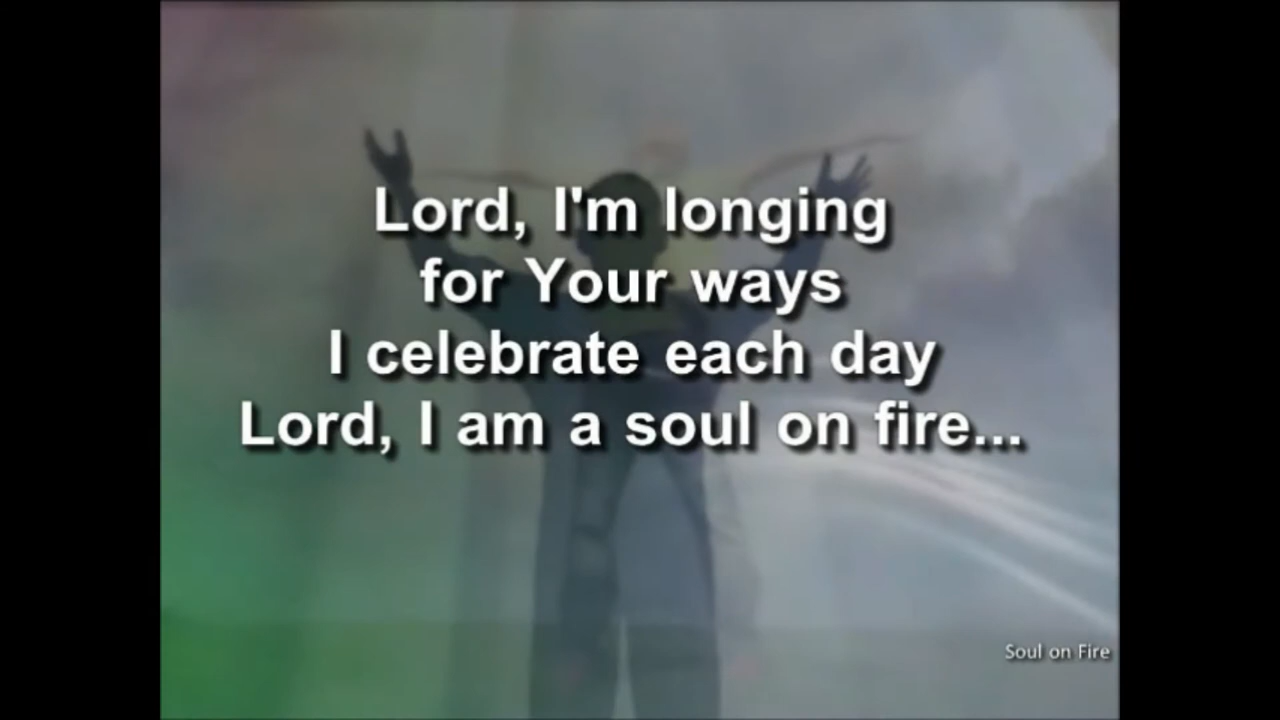 Lord, I'm longing
for Your ways
I celebrate each day
Lord, I am a soul on fire...
Soul on Fire